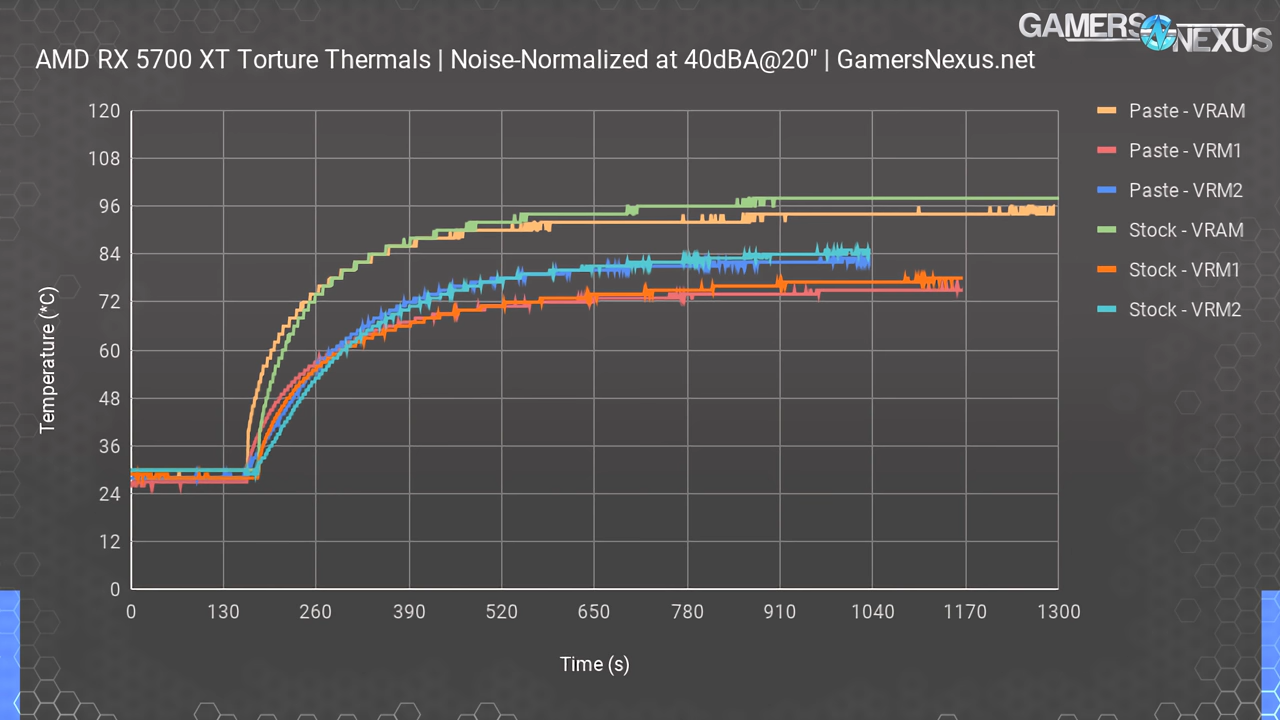 GAMERS NEXUS
AMD RX 5700 XT Torture Thermals | Noise-Normalized at 40dBA@20" | GamersNexus.net
120
108
96
84
72
60
48
36
24
12
0
Temperature (*C)
0 130 260 390 520 650 780 910 1040 1170 1300
Time (s)
Paste - VRAM
Paste - VRM1
Paste - VRM2
Stock - VRAM
Stock - VRM1
Stock - VRM2